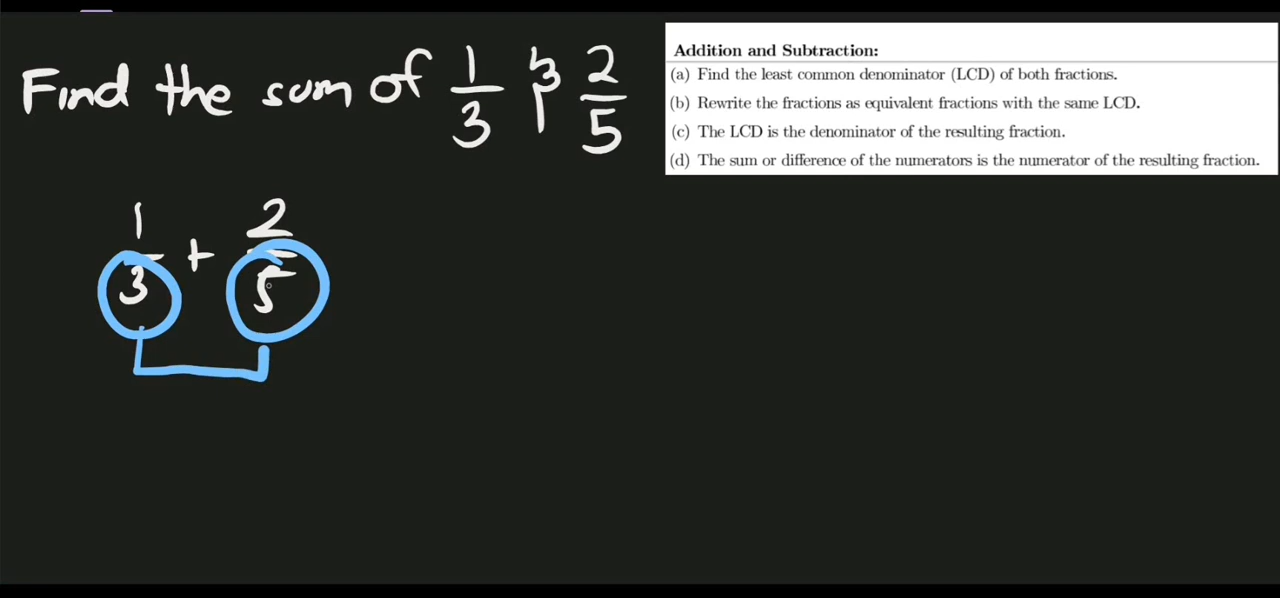 Find the sum of 1/3 & 2/5
Addition and Subtraction:
(a) Find the least common denominator (LCD) of both fractions.
(b) Rewrite the fractions as equivalent fractions with the same LCD.
(c) The LCD is the denominator of the resulting fraction.
(d) The sum or difference of the numerators is the numerator of the resulting fraction.
1/3 + 2/5